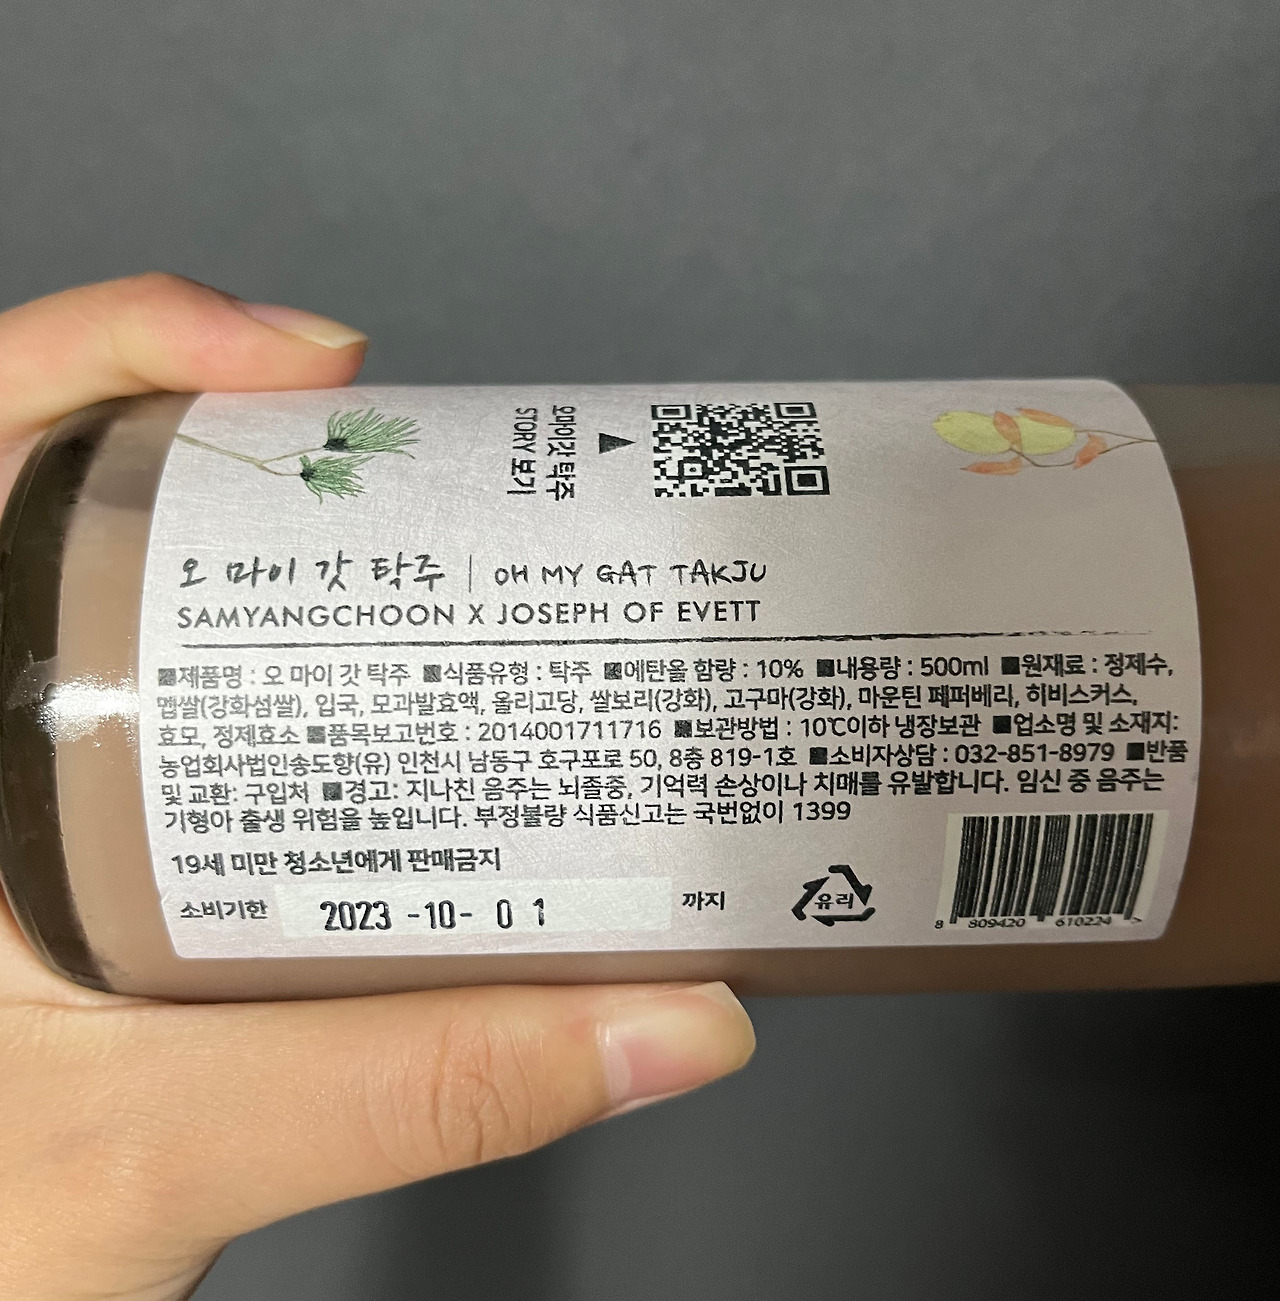 오마이갓 탁주
STORY 보기
오 마이 갓 탁주 | OH MY GAT TAKJU
SAMYANGCHOON X JOSEPH OF EVETT
■제품명 : 오 마이 갓 탁주 ■식품유형 : 탁주 ■에탄올 함량 : 10% ■내용량 : 500ml ■원재료 : 정제수,
멥쌀(강화섬쌀), 입국, 모과발효액, 올리고당, 쌀보리(강화), 고구마(강화), 마운틴 페퍼베리, 히비스커스,
효모, 정제효소 ■품목보고번호 : 2014001711716 ■보관방법 : 10℃이하 냉장보관 ■업소명 및 소재지:
농업회사법인송도향(유) 인천시 남동구 호구포로 50, 8층 819-1호 ■소비자상담 : 032-851-8979 ■반품
및 교환: 구입처 ■경고: 지나친 음주는 뇌졸중, 기억력 손상이나 치매를 유발합니다. 임신 중 음주는
기형아 출생 위험을 높입니다. 부정불량 식품신고는 국번없이 1399
19세 미만 청소년에게 판매금지
소비기한 2023 -10- 0 1 까지
유리
8 809420 610224 >